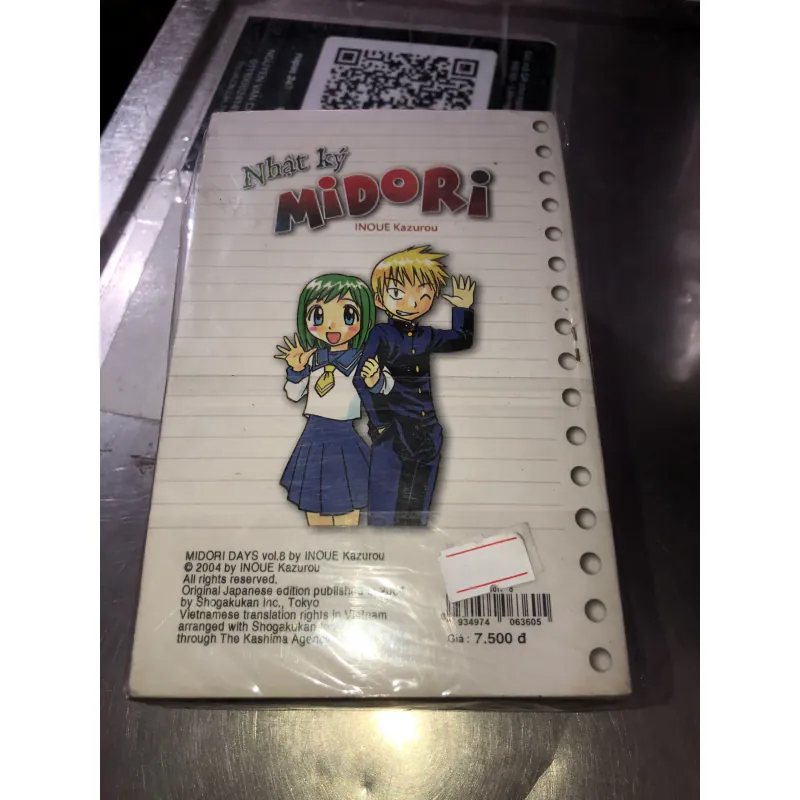 Nhật ký
MiDORi
INOUE Kazurou
MIDORI DAYS vol.8 by INOUE Kazurou
© 2004 by INOUE Kazurou
All rights reserved.
Original Japanese edition published
by Shogakukan Inc., Tokyo
Vietnamese translation rights in Vietnam
arranged with Shogakukan
through The Kashima Agency
934974 063605
Giá : 7.500 đ